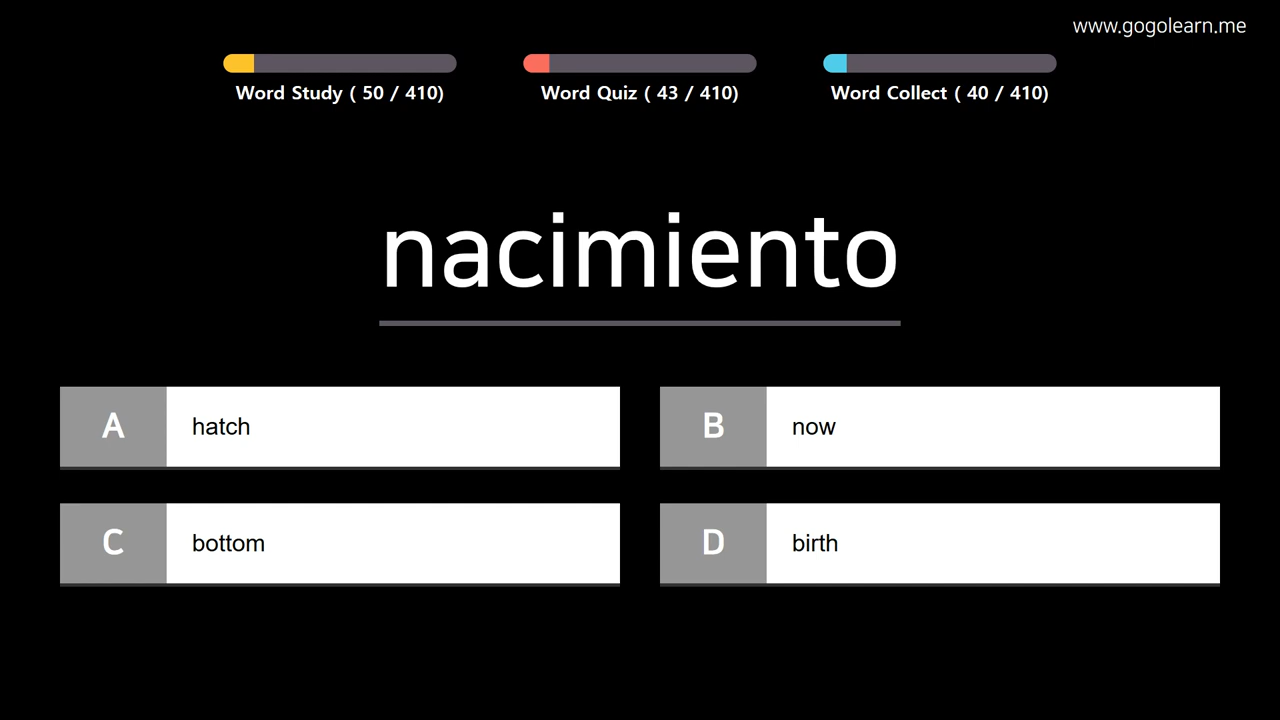 www.gogolearn.me
Word Study ( 50 / 410)
Word Quiz ( 43 / 410)
Word Collect ( 40 / 410)
nacimiento
A hatch
B now
C bottom
D birth